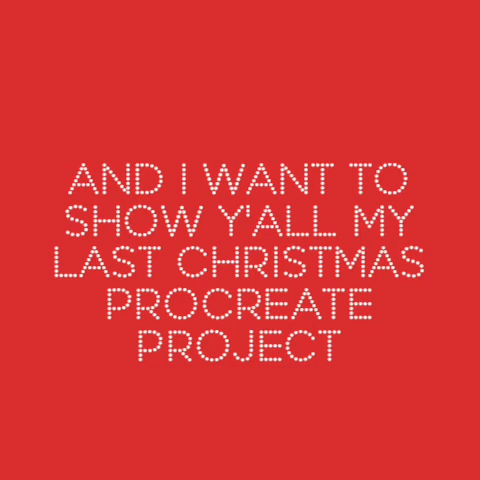 AND I WANT TO
SHOW Y'ALL MY
LAST CHRISTMAS
PROCREATE
PROJECT